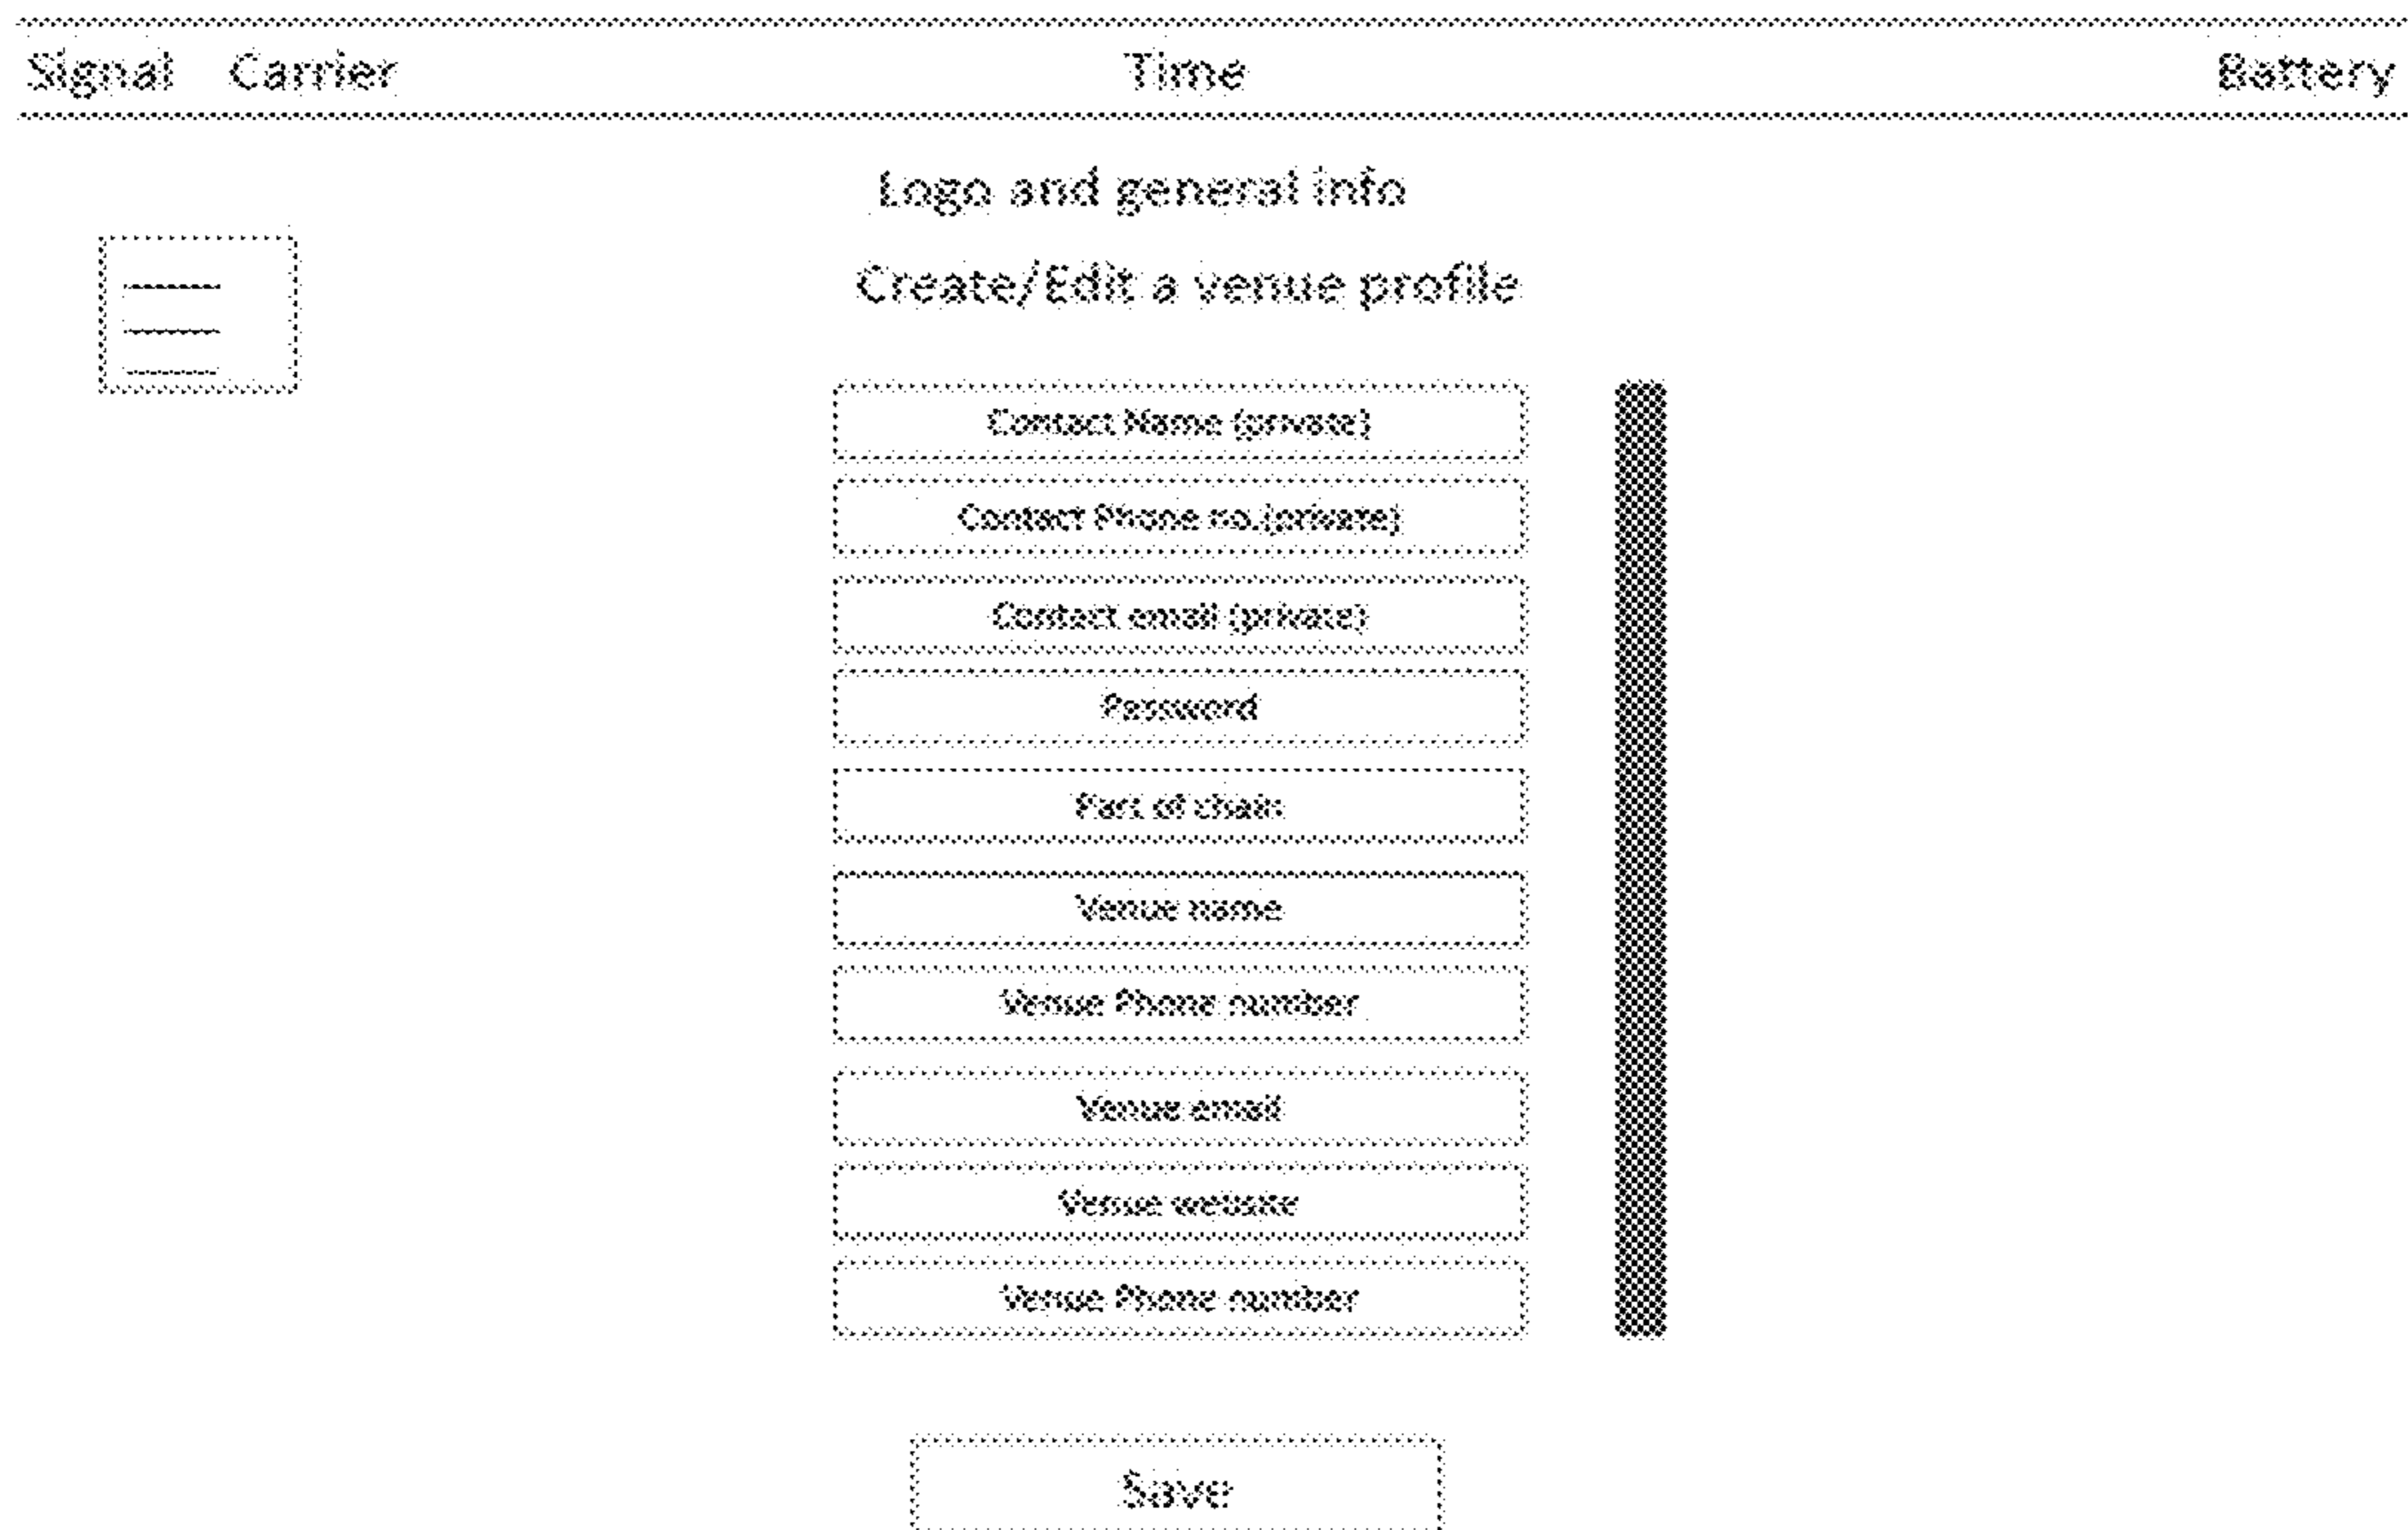 Signal Carrier Time Battery
Logo and general info
Create/Edit a venue profile
Contact Name (private)
Contact Phone no.(private)
Contact email (private)
Password
Part of chain
Venue name
Venue Phone number
Venue email
Venue website
Venue Phone number
Save